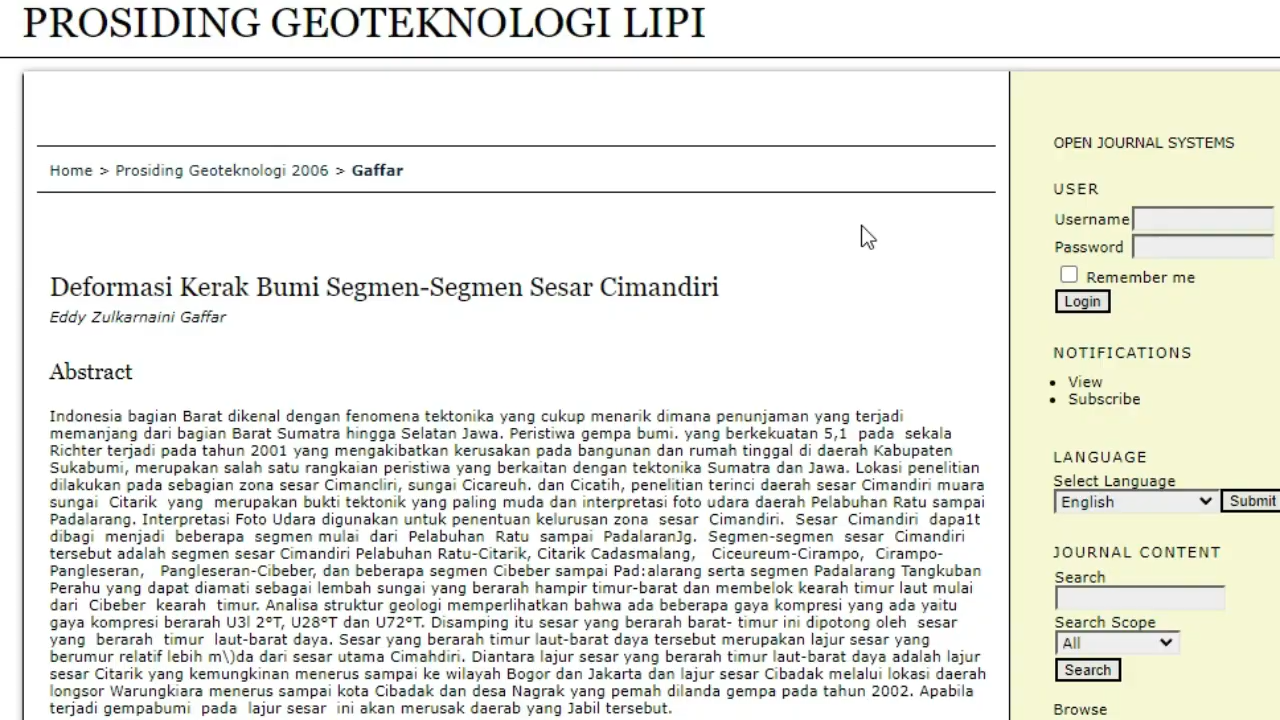 PROSIDING GEOTEKNOLOGI LIPI
Home > Prosiding Geoteknologi 2006 > Gaffar
Deformasi Kerak Bumi Segmen-Segmen Sesar Cimandiri
Eddy Zulkarnaini Gaffar
Abstract
Indonesia bagian Barat dikenal dengan fenomena tektonika yang cukup menarik dimana penunjaman yang terjadi
memanjang dari bagian Barat Sumatra hingga Selatan Jawa. Peristiwa gempa bumi. yang berkekuatan 5,1 pada sekala
Richter terjadi pada tahun 2001 yang mengakibatkan kerusakan pada bangunan dan rumah tinggal di daerah Kabupaten
Sukabumi, merupakan salah satu rangkaian peristiwa yang berkaitan dengan tektonika Sumatra dan Jawa. Lokasi penelitian
dilakukan pada sebagian zona sesar Cimancliri, sungai Cicareuh. dan Cicatih, penelitian terinci daerah sesar Cimandiri muara
sungai Citarik yang merupakan bukti tektonik yang paling muda dan interpretasi foto udara daerah Pelabuhan Ratu sampai
Padalarang. Interpretasi Foto Udara digunakan untuk penentuan kelurusan zona sesar Cimandiri. Sesar Cimandiri dapa1t
dibagi menjadi beberapa segmen mulai dari Pelabuhan Ratu sampai PadalaranJg. Segmen-segmen sesar Cimandiri
tersebut adalah segmen sesar Cimandiri Pelabuhan Ratu-Citarik, Citarik Cadasmalang, Ciceureum-Cirampo, Cirampo-
Pangleseran, Pangleseran-Cibeber, dan beberapa segmen Cibeber sampai Pad:alarang serta segmen Padalarang Tangkuban
Perahu yang dapat diamati sebagai lembah sungai yang berarah hampir timur-barat dan membelok kearah timur laut mulai
dari Cibeber kearah timur. Analisa struktur geologi memperlihatkan bahwa ada beberapa gaya kompresi yang ada yaitu
gaya kompresi berarah U3l 2°T, U28°T dan U72°T. Disamping itu sesar yang berarah barat- timur ini dipotong oleh sesar
yang berarah timur laut-barat daya. Sesar yang berarah timur laut-barat daya tersebut merupakan lajur sesar yang
berumur relatif lebih m\)da dari sesar utama Cimahdiri. Diantara lajur sesar yang berarah timur laut-barat daya adalah lajur
sesar Citarik yang kemungkinan menerus sampai ke wilayah Bogor dan Jakarta dan lajur sesar Cibadak melalui lokasi daerah
longsor Warungkiara menerus sampai kota Cibadak dan desa Nagrak yang pemah dilanda gempa pada tahun 2002. Apabila
terjadi gempabumi pada lajur sesar ini akan merusak daerab yang Jabil tersebut.
OPEN JOURNAL SYSTEMS
USER
Username
Password
Remember me
Login
NOTIFICATIONS
View
Subscribe
LANGUAGE
Select Language
English Submit
JOURNAL CONTENT
Search
Search Scope
All
Search
Browse